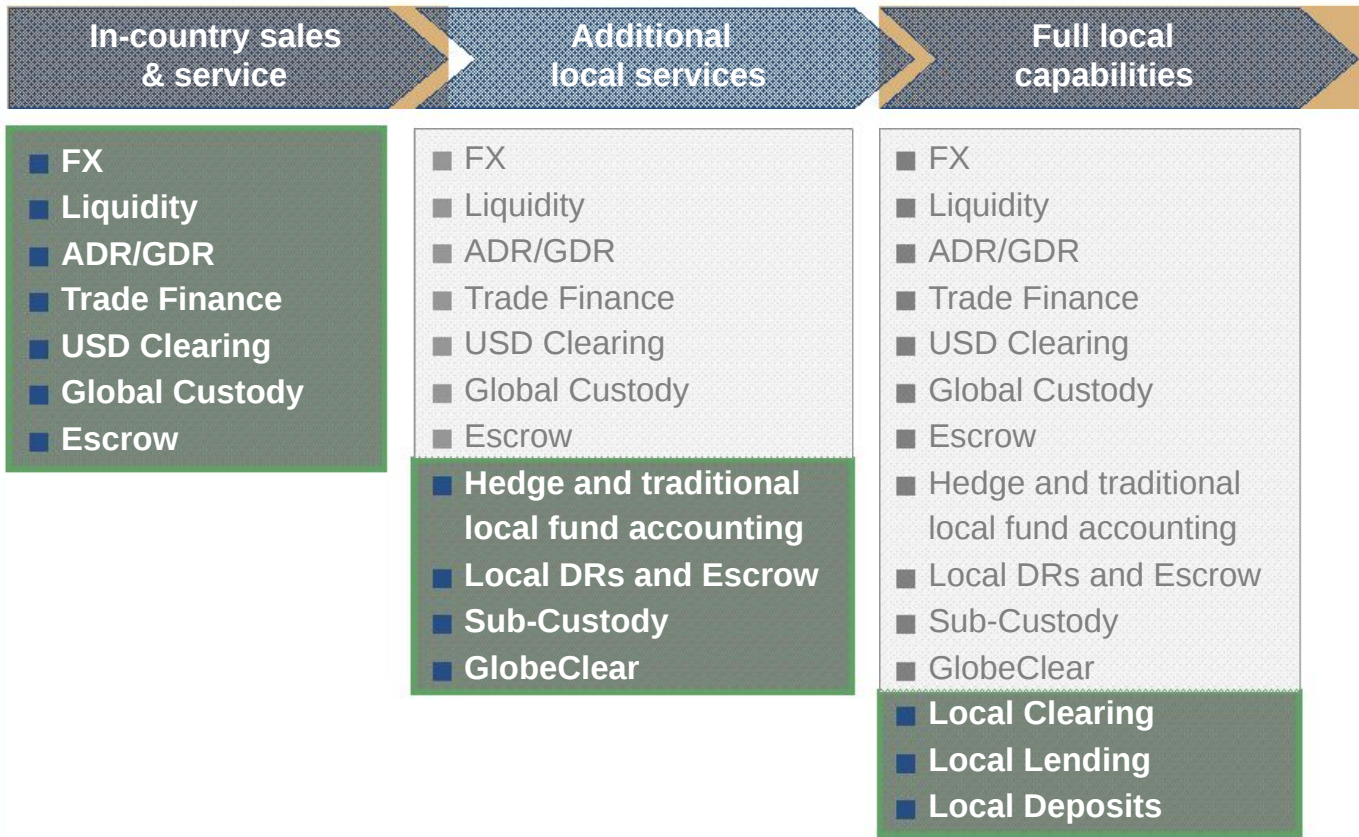 In-country sales
& service
Additional
local services
Full local
capabilities
FX
Liquidity
ADR/GDR
Trade Finance
USD Clearing
Global Custody
Escrow
FX
Liquidity
ADR/GDR
Trade Finance
USD Clearing
Global Custody
Escrow
Hedge and traditional
local fund accounting
Local DRs and Escrow
Sub-Custody
GlobeClear
FX
Liquidity
ADR/GDR
Trade Finance
USD Clearing
Global Custody
Escrow
Hedge and traditional
local fund accounting
Local DRs and Escrow
Sub-Custody
GlobeClear
Local Clearing
Local Lending
Local Deposits